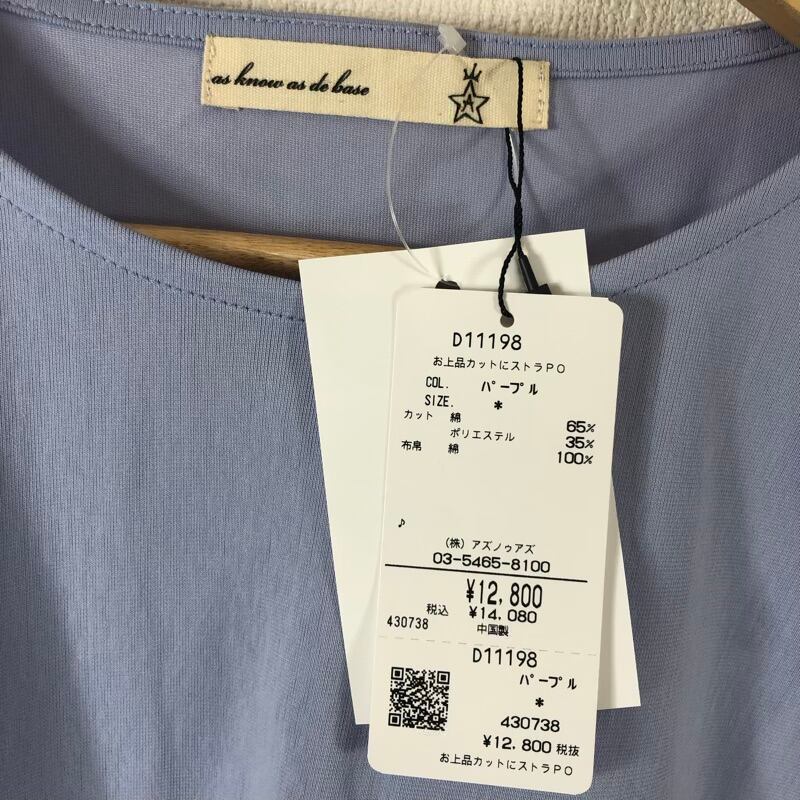 as know as de base
A
D11198
お上品カットにストラPO
COL. パープル
SIZE. *
カット 綿 65%
ポリエステル 35%
布帛 綿 100%
♪
(株) アズノゥアズ
03-5465-8100
¥12,800
税込 ¥14,080
430738 中国製
D11198
パープル
*
430738
¥12,800 税抜
お上品カットにストラPO